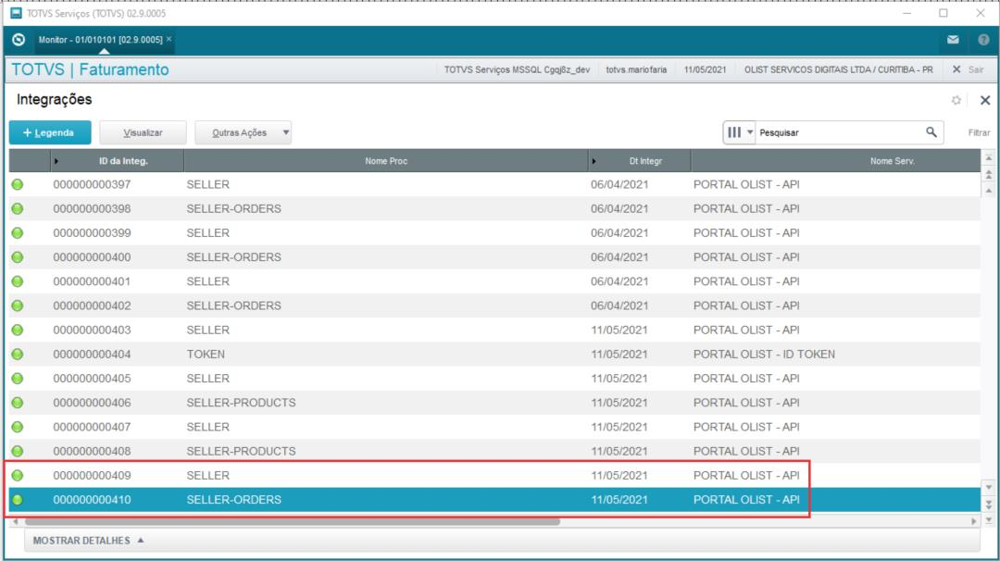 TOTVS Serviços (TOTVS) 02.9.0005
Monitor - 01/010101 [02.9.0005] ×
TOTVS | Faturamento TOTVS Serviços MSSQL Cgqj8z_dev totvs.mariofaria 11/05/2021 OLIST SERVICOS DIGITAIS LTDA / CURITIBA - PR Sair
Integrações
+ Legenda Visualizar Outras Ações Pesquisar Filtrar
ID da Integ. Nome Proc Dt Integr Nome Serv.
000000000397 SELLER 06/04/2021 PORTAL OLIST - API
000000000398 SELLER-ORDERS 06/04/2021 PORTAL OLIST - API
000000000399 SELLER 06/04/2021 PORTAL OLIST - API
000000000400 SELLER-ORDERS 06/04/2021 PORTAL OLIST - API
000000000401 SELLER 06/04/2021 PORTAL OLIST - API
000000000402 SELLER-ORDERS 06/04/2021 PORTAL OLIST - API
000000000403 SELLER 11/05/2021 PORTAL OLIST - API
000000000404 TOKEN 11/05/2021 PORTAL OLIST - ID TOKEN
000000000405 SELLER 11/05/2021 PORTAL OLIST - API
000000000406 SELLER-PRODUCTS 11/05/2021 PORTAL OLIST - API
000000000407 SELLER 11/05/2021 PORTAL OLIST - API
000000000408 SELLER-PRODUCTS 11/05/2021 PORTAL OLIST - API
000000000409 SELLER 11/05/2021 PORTAL OLIST - API
000000000410 SELLER-ORDERS 11/05/2021 PORTAL OLIST - API
MOSTRAR DETALHES